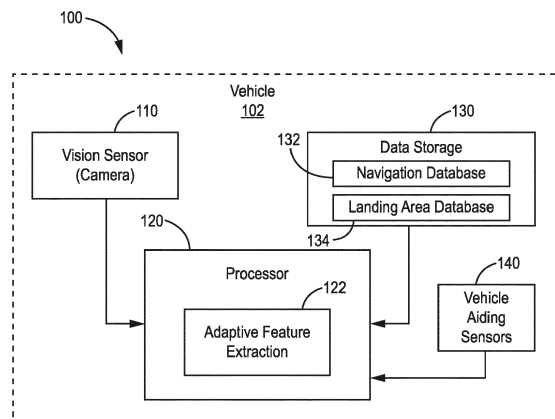 100
Vehicle
102
110
Vision Sensor
(Camera)
130
Data Storage
132
Navigation Database
Landing Area Database
134
120
Processor
122
Adaptive Feature
Extraction
140
Vehicle
Aiding
Sensors